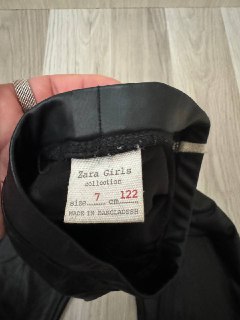 Zara Girls
collection
size 7 cm 122
MADE IN BANGLADESH